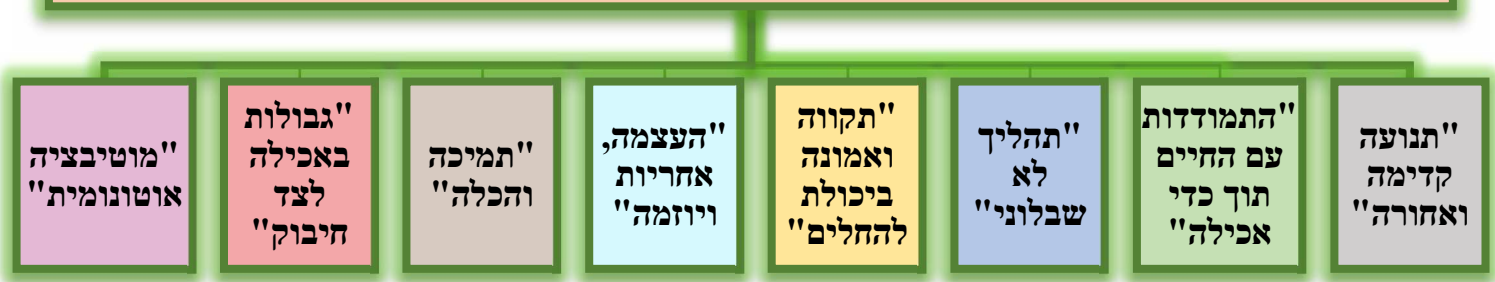 "תנועה
קדימה
ואחורה"
"התמודדות
עם החיים
תוך כדי
אכילה"
"תהליך
לא
שבלוני"
"תקווה
ואמונה
ביכולת
להחלים"
"העצמה,
אחריות
ויוזמה"
"תמיכה
והכלה"
"גבולות
באכילה
לצד
חיבוק"
"מוטיבציה
אוטונומית"